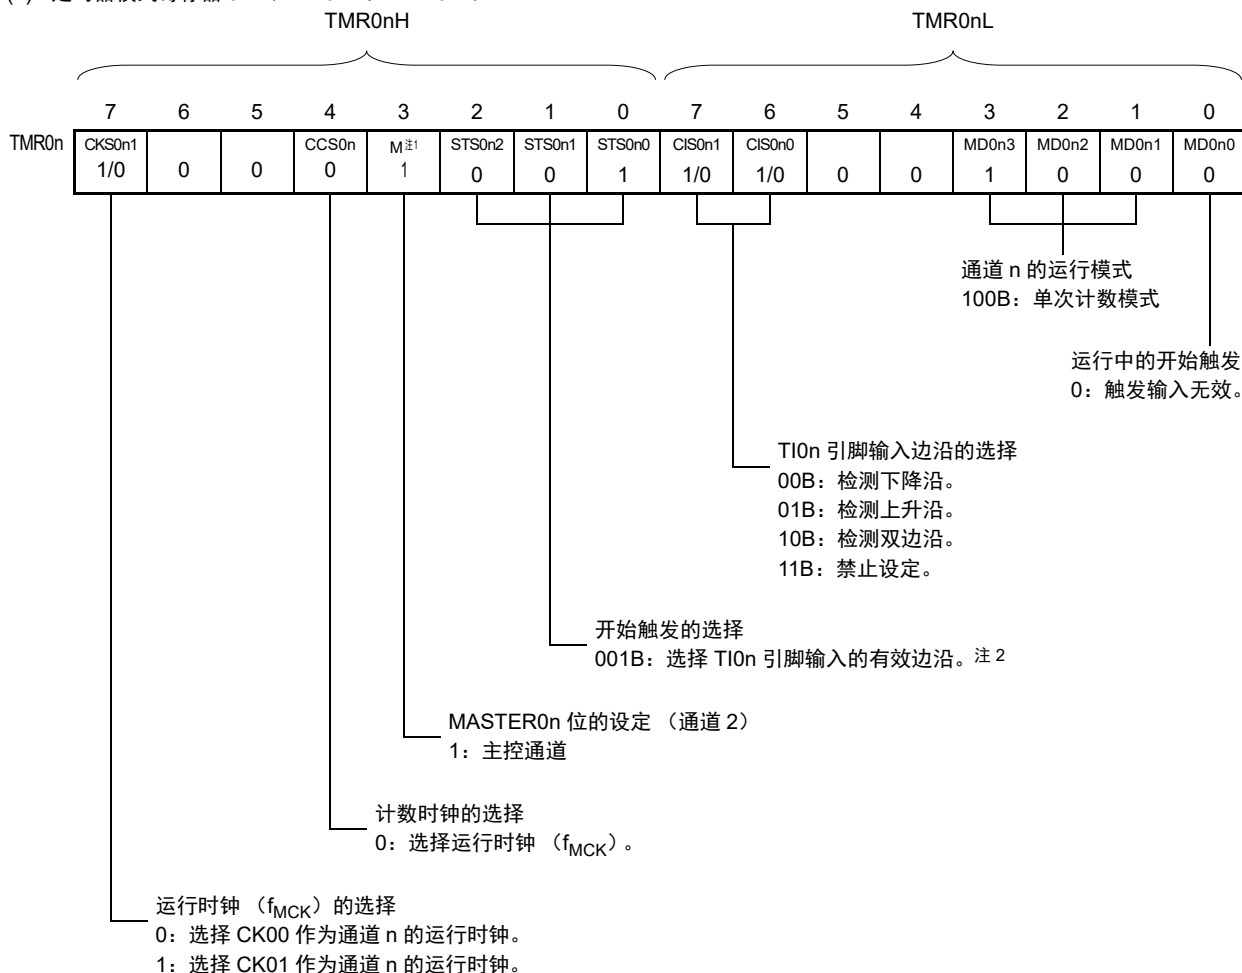 TMR0nH TMR0nL
7 6 5 4 3 2 1 0 7 6 5 4 3 2 1 0
TMR0n CKS0n1 CCS0n M注1 STS0n2 STS0n1 STS0n0 CIS0n1 CIS0n0 MD0n3 MD0n2 MD0n1 MD0n0
1/0 0 0 0 1 0 0 1 1/0 1/0 0 0 1 0 0 0
通道 n 的运行模式
100B：单次计数模式
运行中的开始触发
0：触发输入无效。
TI0n 引脚输入边沿的选择
00B：检测下降沿。
01B：检测上升沿。
10B：检测双边沿。
11B：禁止设定。
开始触发的选择
001B：选择 TI0n 引脚输入的有效边沿。注 2
MASTER0n 位的设定 （通道 2）
1：主控通道
计数时钟的选择
0：选择运行时钟 （fMCK）。
运行时钟 （fMCK）的选择
0：选择 CK00 作为通道 n 的运行时钟。
1：选择 CK01 作为通道 n 的运行时钟。